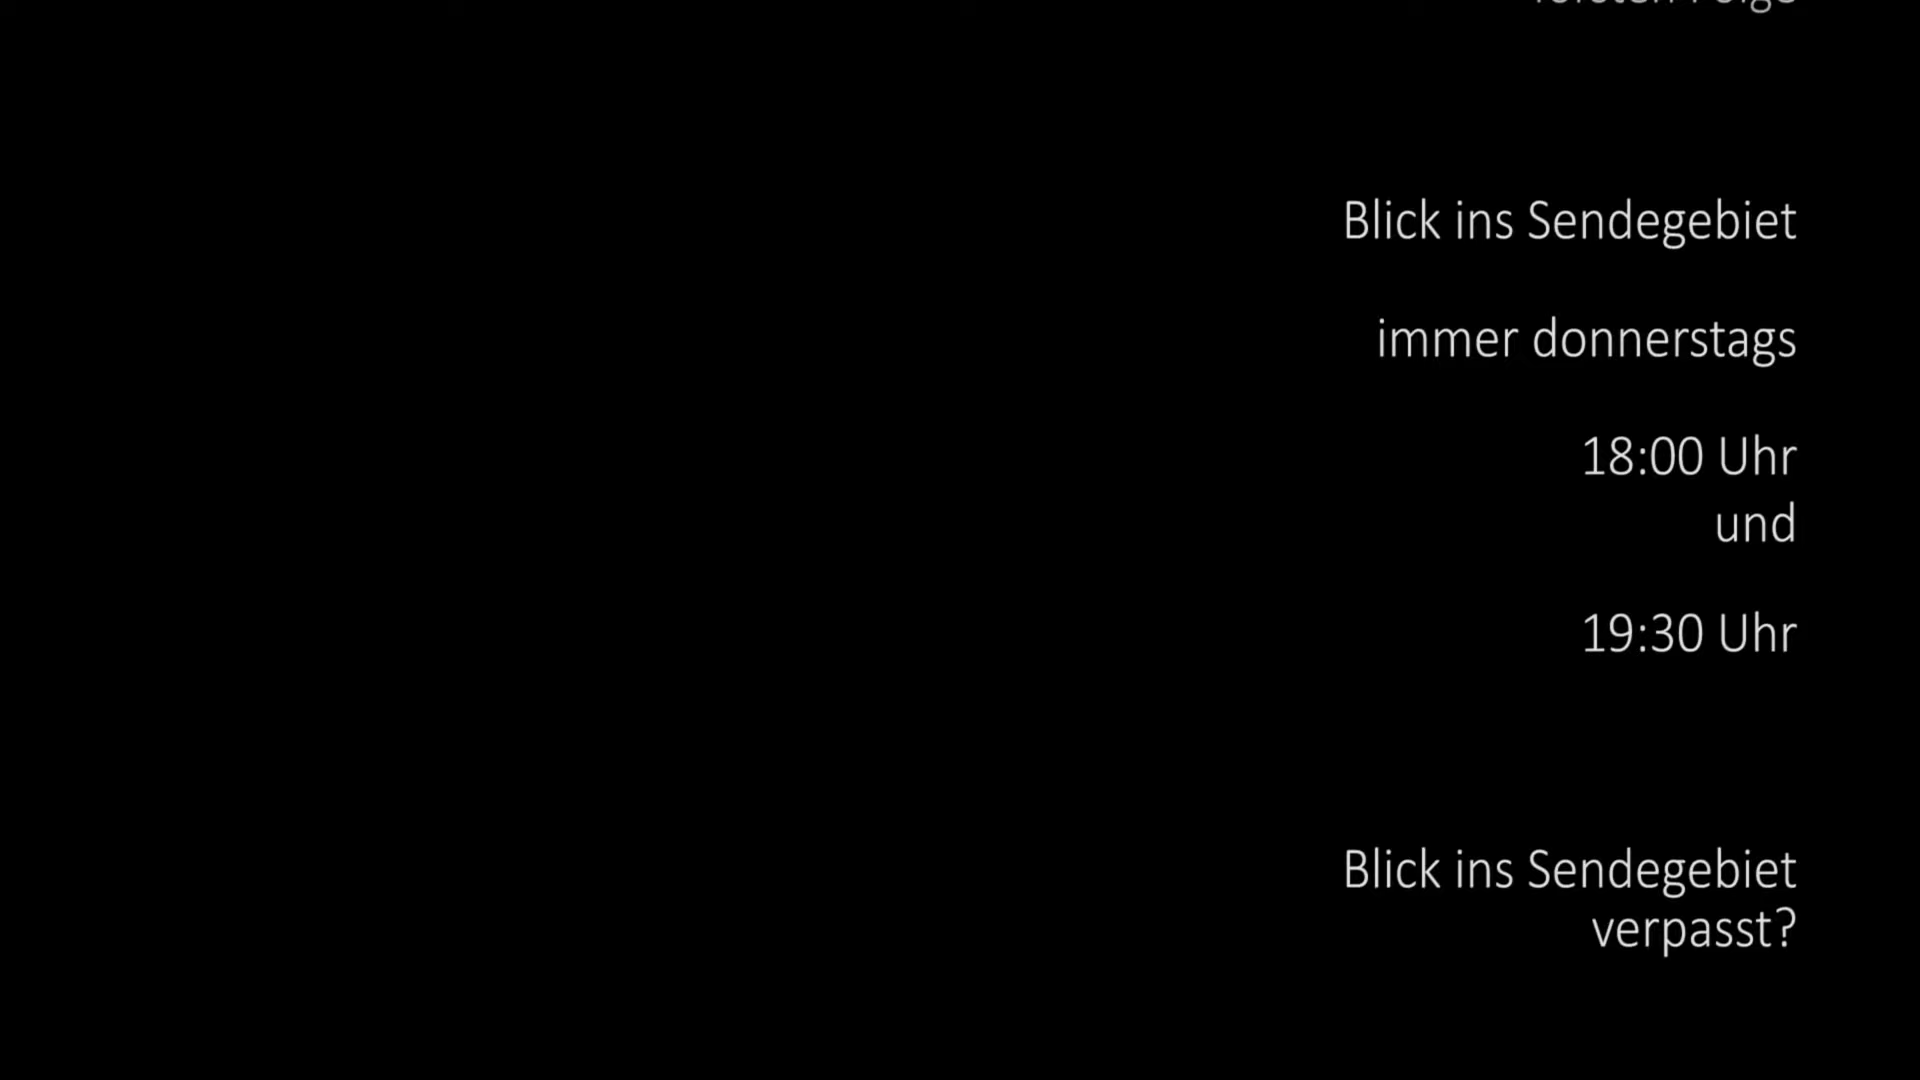 Blick ins Sendegebiet
immer donnerstags
18:00 Uhr
und
19:30 Uhr
Blick ins Sendegebiet
verpasst?